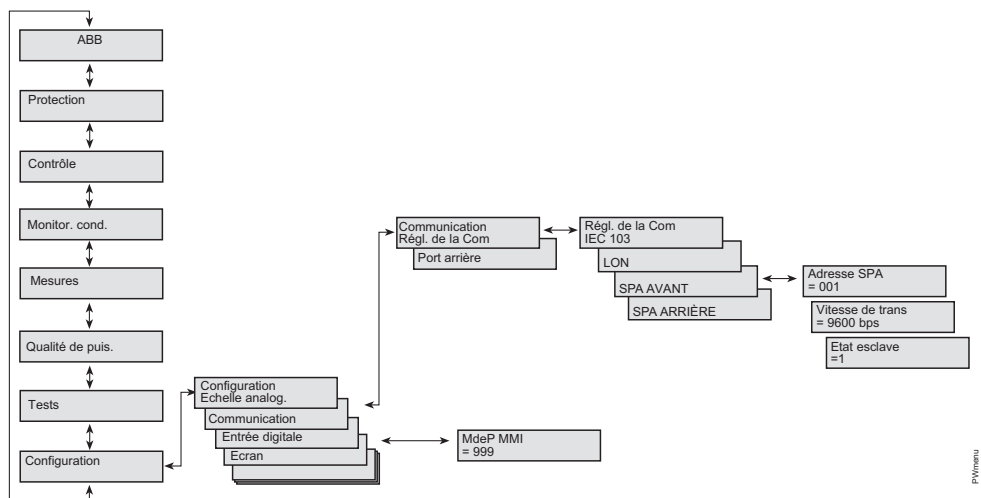 ABB
Protection
Contrôle
Monitor. cond.
Mesures
Qualité de puis.
Tests
Configuration
Configuration
Echelle analog.
Communication
Entrée digitale
Ecran
Communication
Régl. de la Com
Port arrière
Régl. de la Com
IEC 103
LON
SPA AVANT
SPA ARRIÈRE
Adresse SPA
= 001
Vitesse de trans
= 9600 bps
Etat esclave
=1
MdeP MMI
= 999
PWmenu